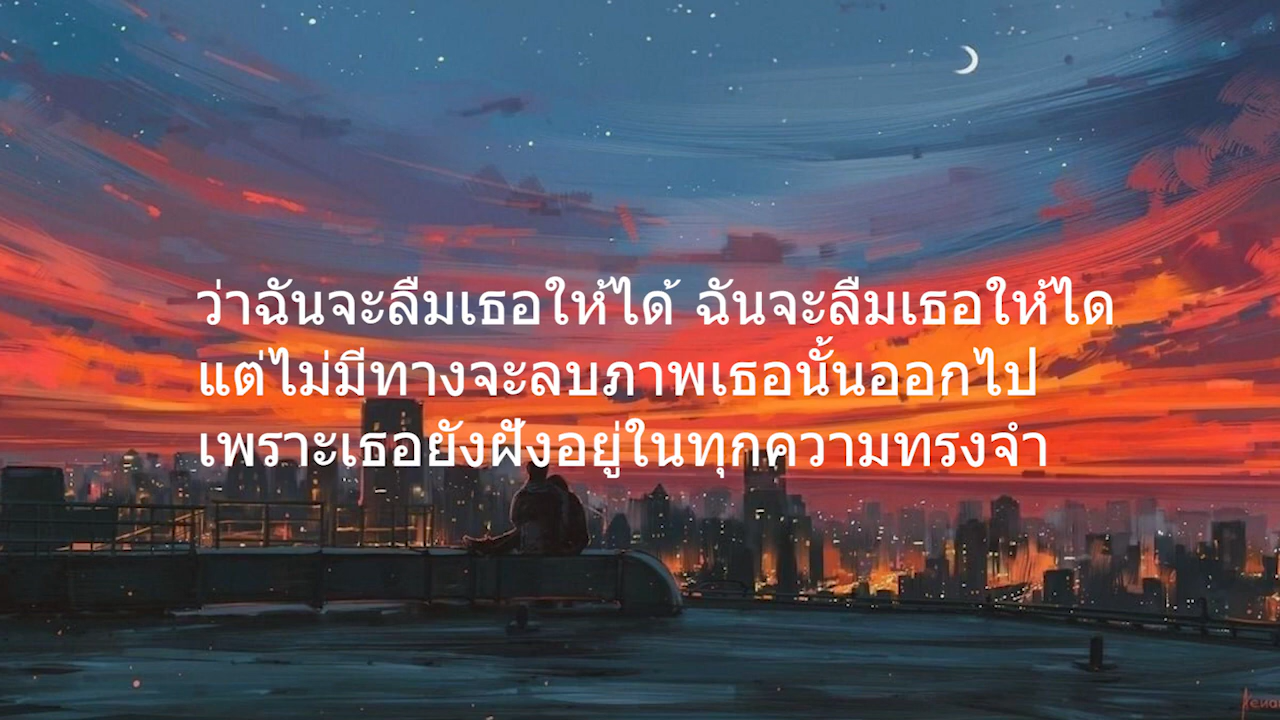 ว่าฉันจะลืมเธอให้ได้ ฉันจะลืมเธอให้ได
แต่ไม่มีทางจะลบภาพเธอนั้นออกไป
เพราะเธอยังฝังอยู่ในทุกความทรงจำ